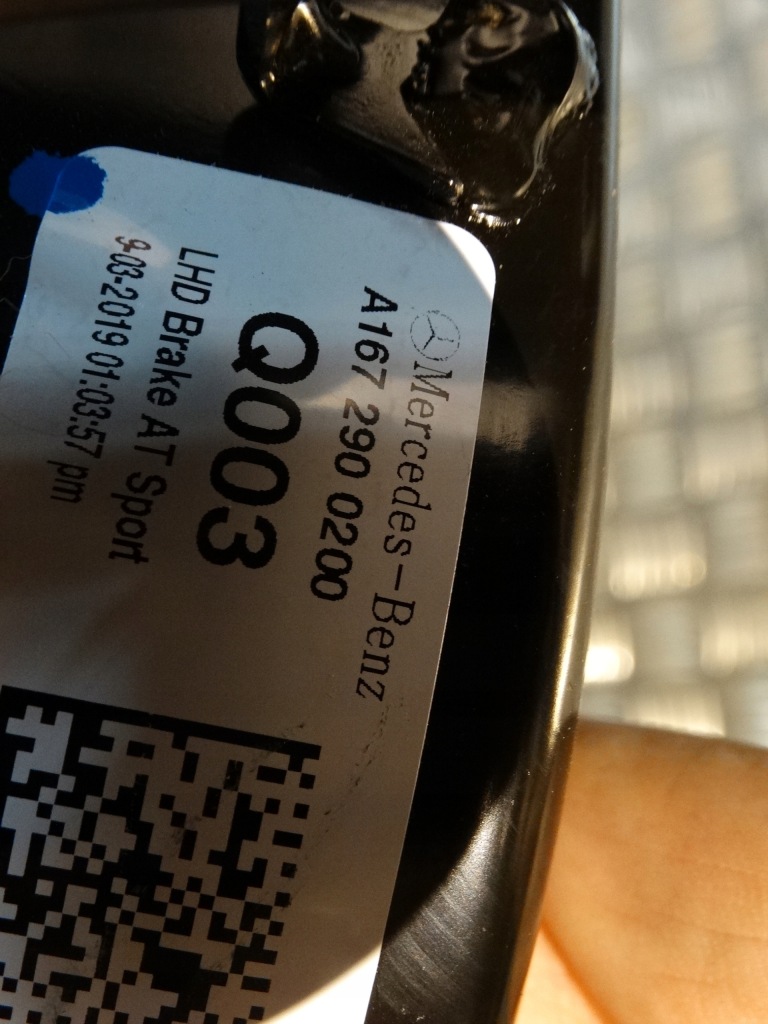 Mercedes-Benz
A167 290 0200
Q003
LHD Brake AT Sport
9-03-2019 01:03:57 pm